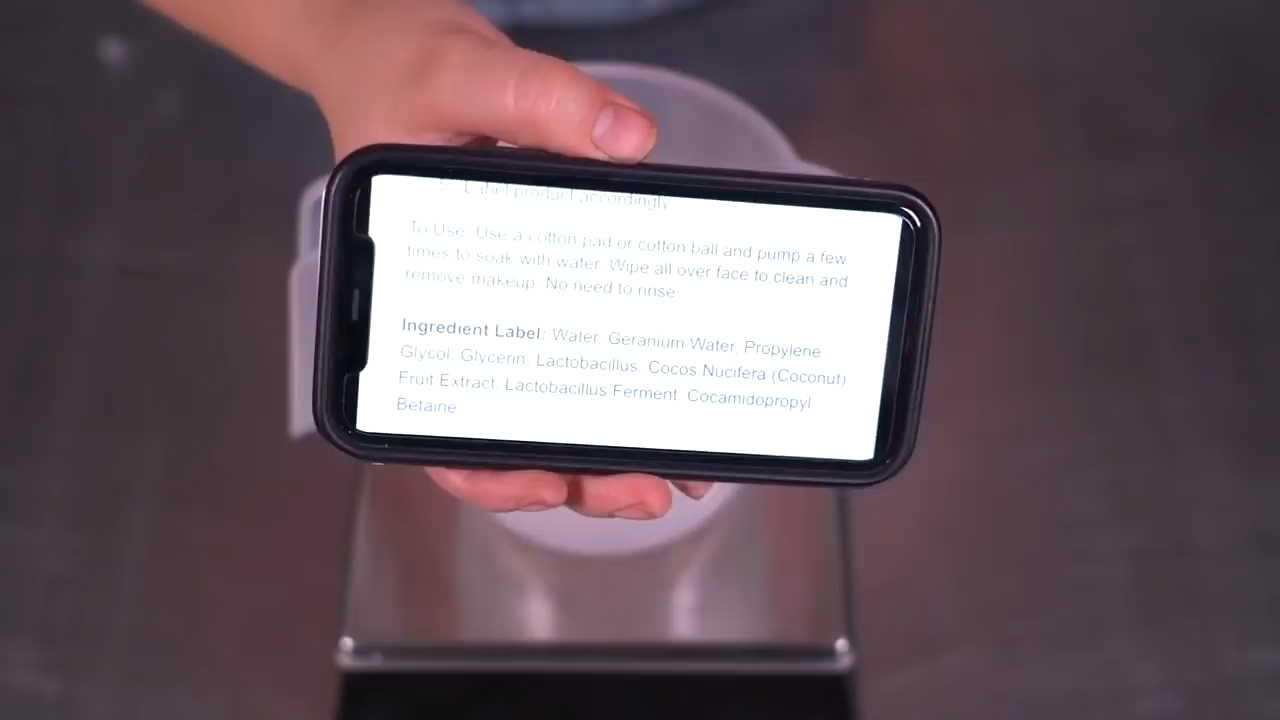 5. Label product accordingly.
To Use: Use a cotton pad or cotton ball and pump a few
times to soak with water. Wipe all over face to clean and
remove makeup. No need to rinse.
Ingredient Label: Water, Geranium Water, Propylene
Glycol, Glycerin, Lactobacillus, Cocos Nucifera (Coconut)
Fruit Extract, Lactobacillus Ferment, Cocamidopropyl
Betaine.